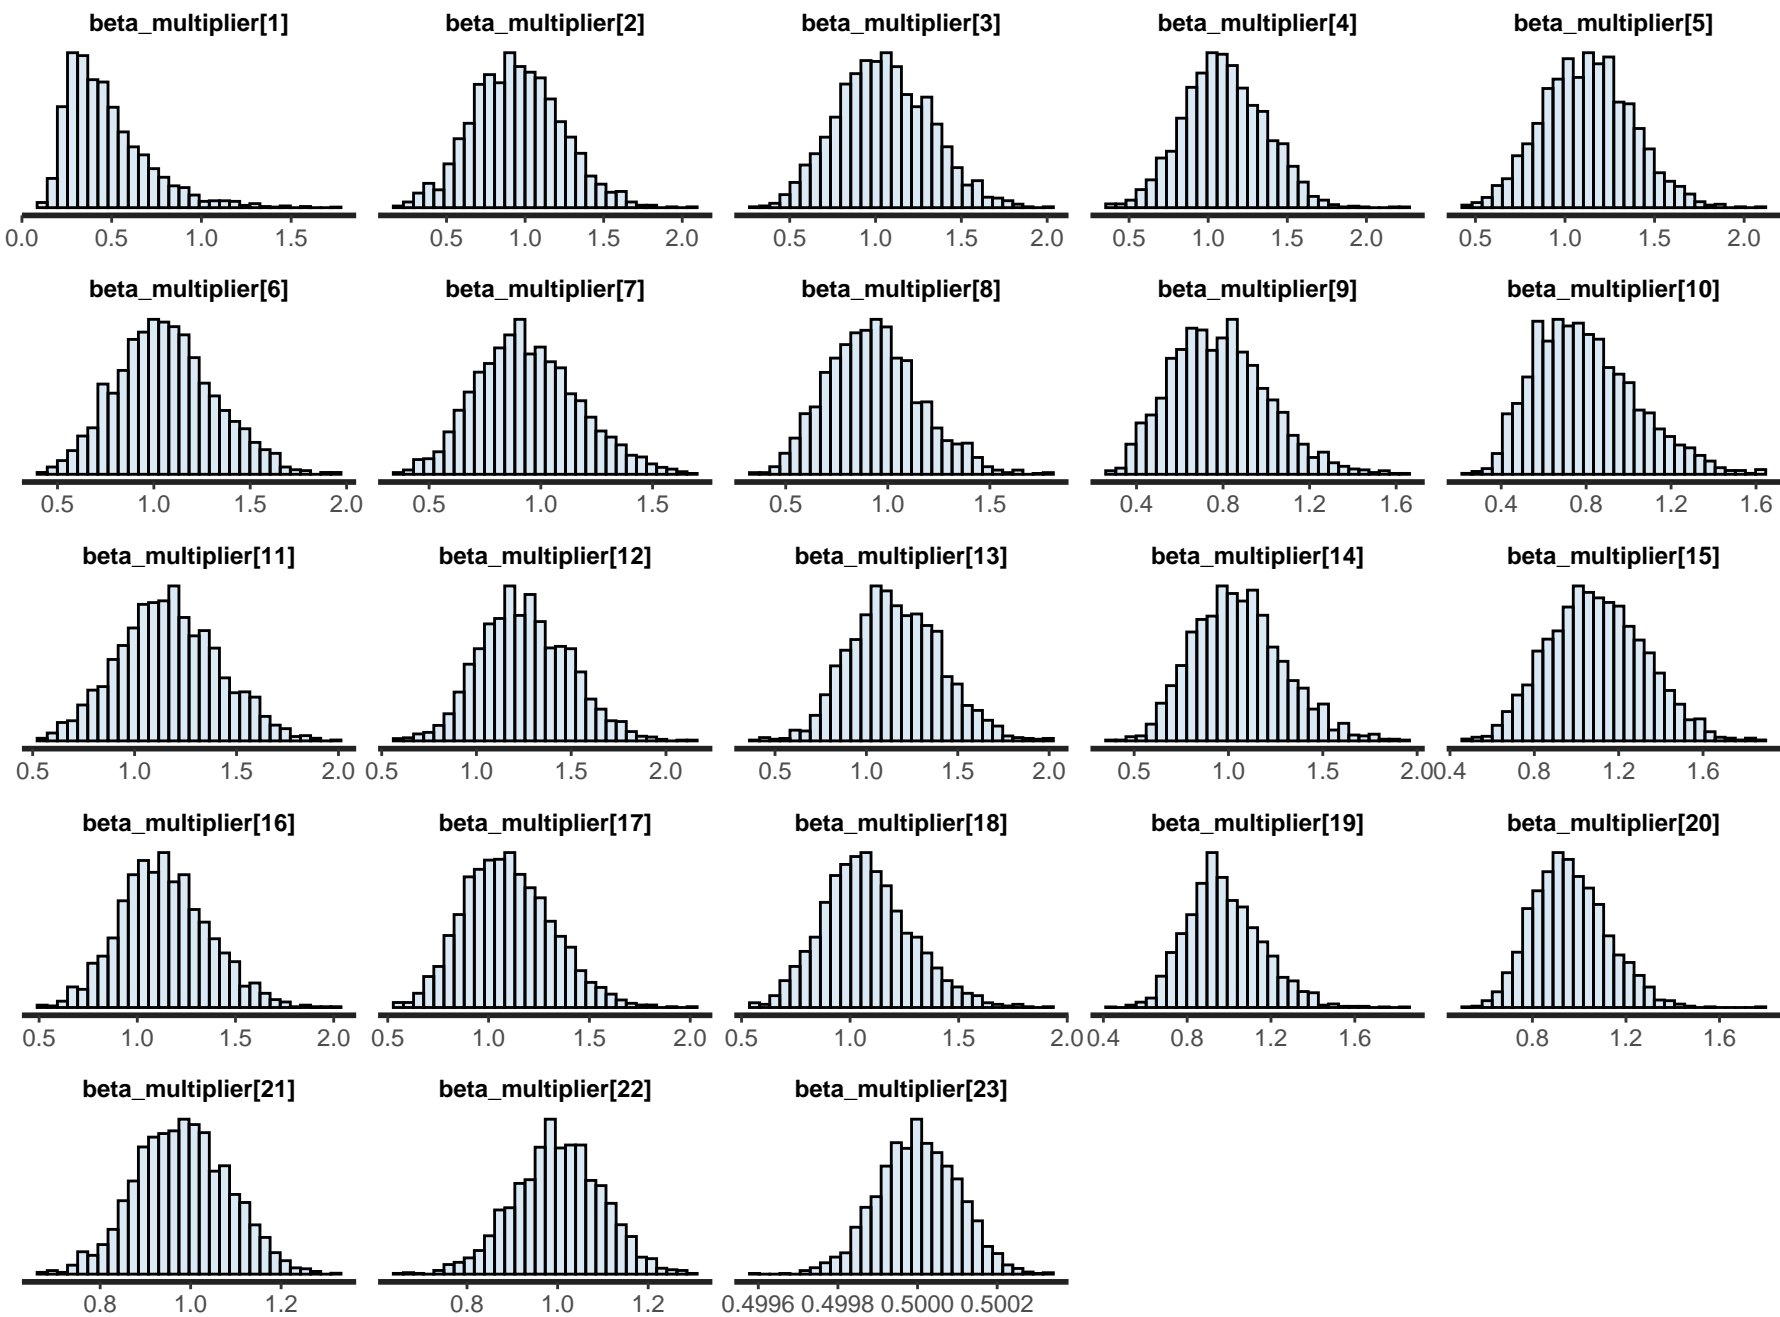 beta_multiplier[1] beta_multiplier[2] beta_multiplier[3] beta_multiplier[4] beta_multiplier[5]
0.0 0.5 1.0 1.5 0.5 1.0 1.5 2.0 0.5 1.0 1.5 2.0 0.5 1.0 1.5 2.0 0.5 1.0 1.5 2.0
beta_multiplier[6] beta_multiplier[7] beta_multiplier[8] beta_multiplier[9] beta_multiplier[10]
0.5 1.0 1.5 2.0 0.5 1.0 1.5 0.5 1.0 1.5 0.4 0.8 1.2 1.6 0.4 0.8 1.2 1.6
beta_multiplier[11] beta_multiplier[12] beta_multiplier[13] beta_multiplier[14] beta_multiplier[15]
0.5 1.0 1.5 2.0 0.5 1.0 1.5 2.0 0.5 1.0 1.5 2.0 0.5 1.0 1.5 2.0 0.4 0.8 1.2 1.6
beta_multiplier[16] beta_multiplier[17] beta_multiplier[18] beta_multiplier[19] beta_multiplier[20]
0.5 1.0 1.5 2.0 0.5 1.0 1.5 2.0 0.5 1.0 1.5 2.0 0.4 0.8 1.2 1.6 0.8 1.2 1.6
beta_multiplier[21] beta_multiplier[22] beta_multiplier[23]
0.8 1.0 1.2 0.8 1.0 1.2 0.4996 0.4998 0.5000 0.5002